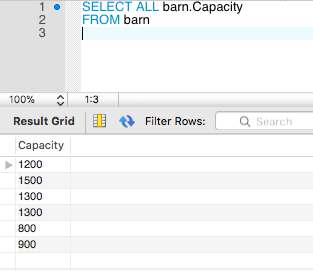 1 SELECT ALL barn.Capacity
2 FROM barn
3
100% 1:3
Result Grid Filter Rows: Search
Capacity
1200
1500
1300
1300
800
900